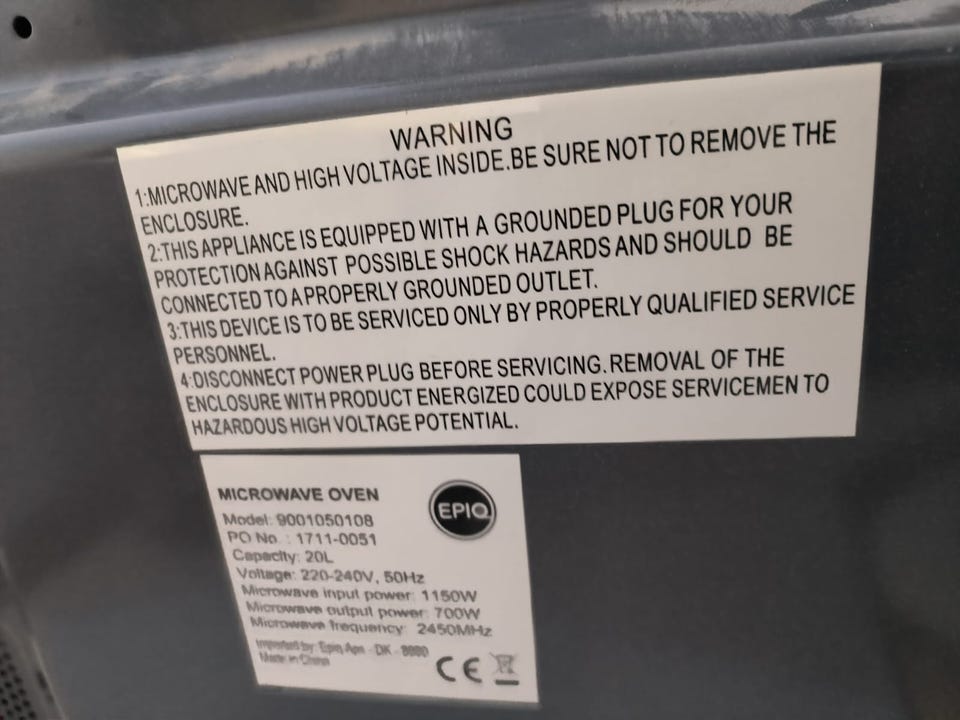 WARNING
1:MICROWAVE AND HIGH VOLTAGE INSIDE.BE SURE NOT TO REMOVE THE
ENCLOSURE.
2:THIS APPLIANCE IS EQUIPPED WITH A GROUNDED PLUG FOR YOUR
PROTECTION AGAINST POSSIBLE SHOCK HAZARDS AND SHOULD BE
CONNECTED TO A PROPERLY GROUNDED OUTLET.
3:THIS DEVICE IS TO BE SERVICED ONLY BY PROPERLY QUALIFIED SERVICE
PERSONNEL.
4:DISCONNECT POWER PLUG BEFORE SERVICING. REMOVAL OF THE
ENCLOSURE WITH PRODUCT ENERGIZED COULD EXPOSE SERVICEMEN TO
HAZARDOUS HIGH VOLTAGE POTENTIAL.
MICROWAVE OVEN
EPIQ
Model: 9001050108
PO No. : 1711-0051
Capacity: 20L
Voltage: 220-240V, 50Hz
Microwave input power: 1150W
Microwave output power: 700W
Microwave frequency: 2450MHz
Imported by: Epiq Aps - DK -
Made in China
CE